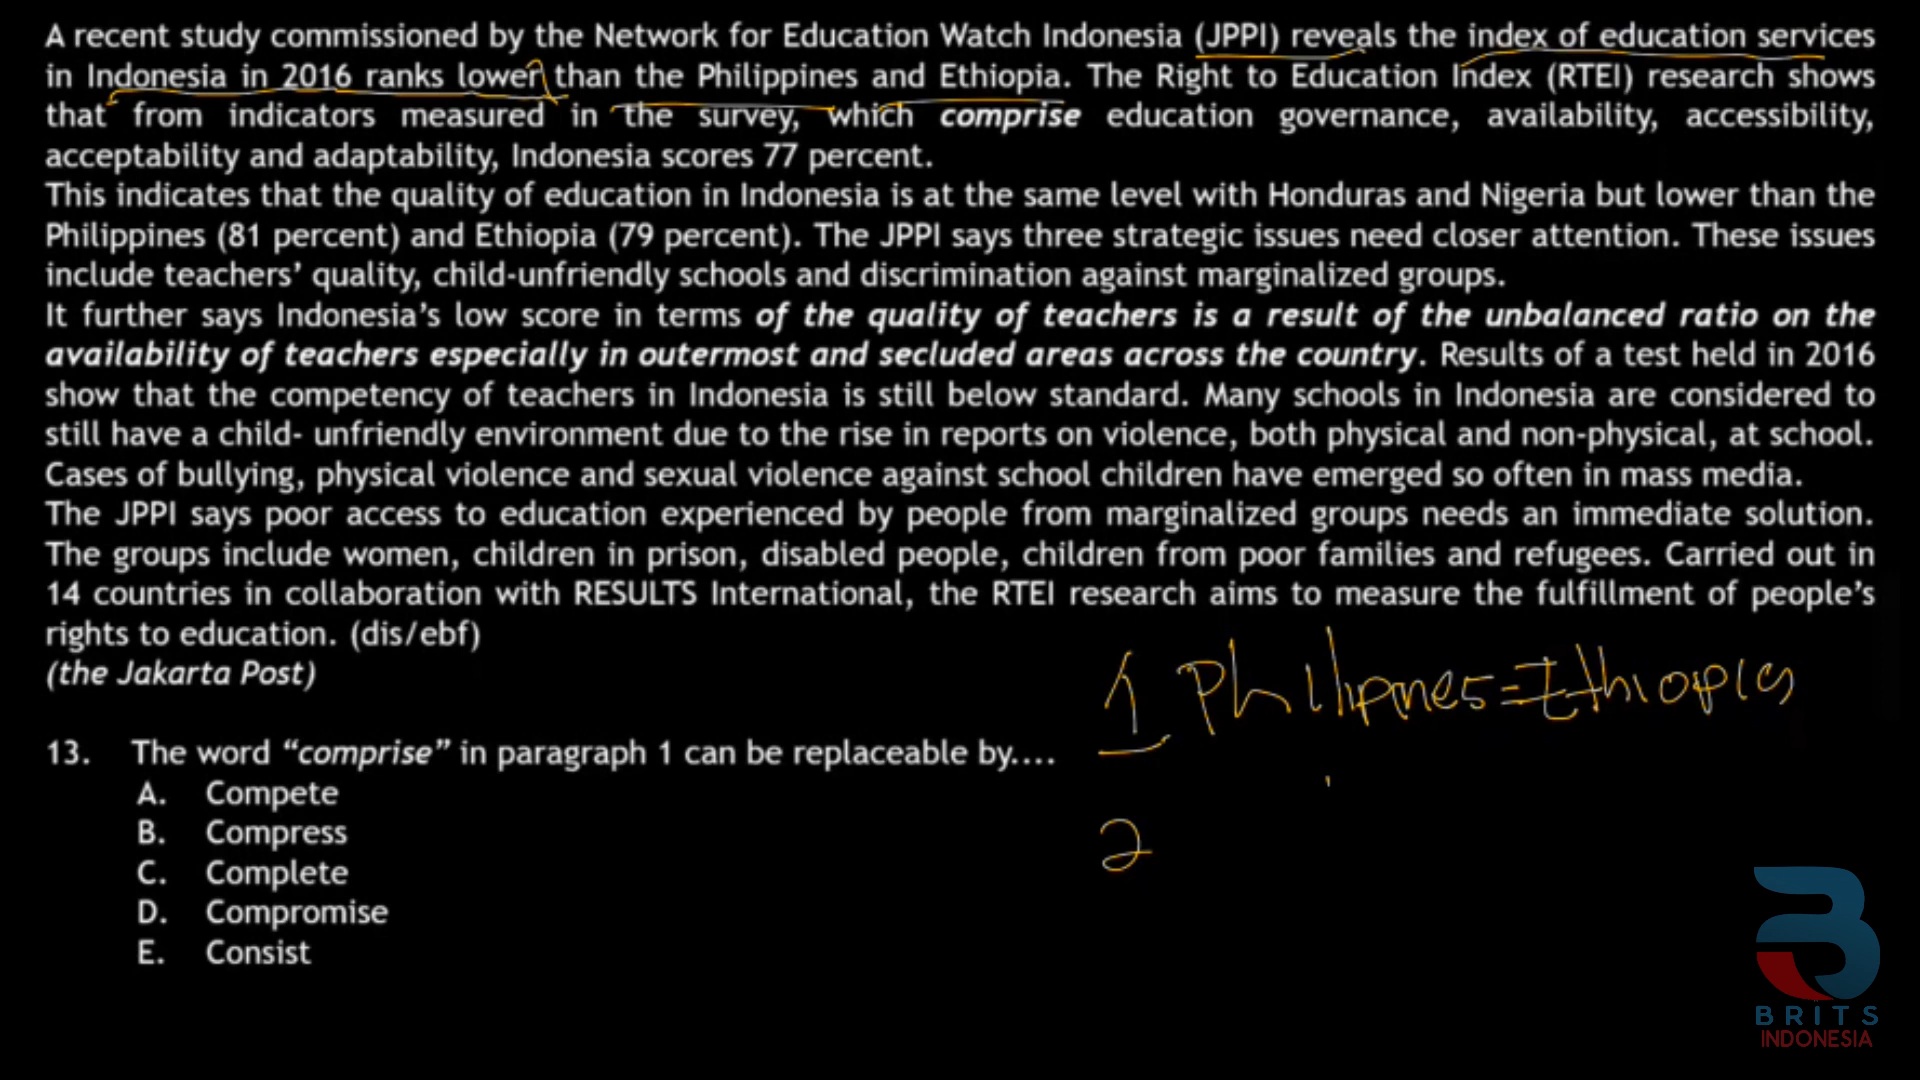 A recent study commissioned by the Network for Education Watch Indonesia (JPPI) reveals the index of education services
in Indonesia in 2016 ranks lower than the Philippines and Ethiopia. The Right to Education Index (RTEI) research shows
that from indicators measured in the survey, which comprise education governance, availability, accessibility,
acceptability and adaptability, Indonesia scores 77 percent.
This indicates that the quality of education in Indonesia is at the same level with Honduras and Nigeria but lower than the
Philippines (81 percent) and Ethiopia (79 percent). The JPPI says three strategic issues need closer attention. These issues
include teachers’ quality, child-unfriendly schools and discrimination against marginalized groups.
It further says Indonesia’s low score in terms of the quality of teachers is a result of the unbalanced ratio on the
availability of teachers especially in outermost and secluded areas across the country. Results of a test held in 2016
show that the competency of teachers in Indonesia is still below standard. Many schools in Indonesia are considered to
still have a child- unfriendly environment due to the rise in reports on violence, both physical and non-physical, at school.
Cases of bullying, physical violence and sexual violence against school children have emerged so often in mass media.
The JPPI says poor access to education experienced by people from marginalized groups needs an immediate solution.
The groups include women, children in prison, disabled people, children from poor families and refugees. Carried out in
14 countries in collaboration with RESULTS International, the RTEI research aims to measure the fulfillment of people’s
rights to education. (dis/ebf)
(the Jakarta Post)
1 Philipines = Ethiopia
2
13. The word “comprise” in paragraph 1 can be replaceable by....
A. Compete
B. Compress
C. Complete
D. Compromise
E. Consist
BRITS
INDONESIA